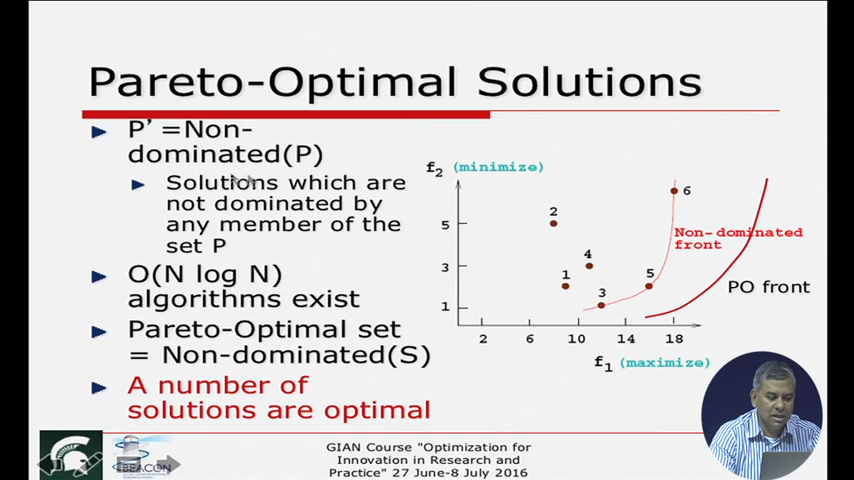 Pareto-Optimal Solutions
P' =Non-
dominated(P)
Solutions which are
not dominated by
any member of the
set P
O(N log N)
algorithms exist
Pareto-Optimal set
= Non-dominated(S)
A number of
solutions are optimal
f2 (minimize)
6
2
5
Non-dominated
front
4
3
1
5
PO front
3
1
2 6 10 14 18
f1 (maximize)
BEACON
GIAN Course "Optimization for
Innovation in Research and
Practice" 27 June-8 July 2016